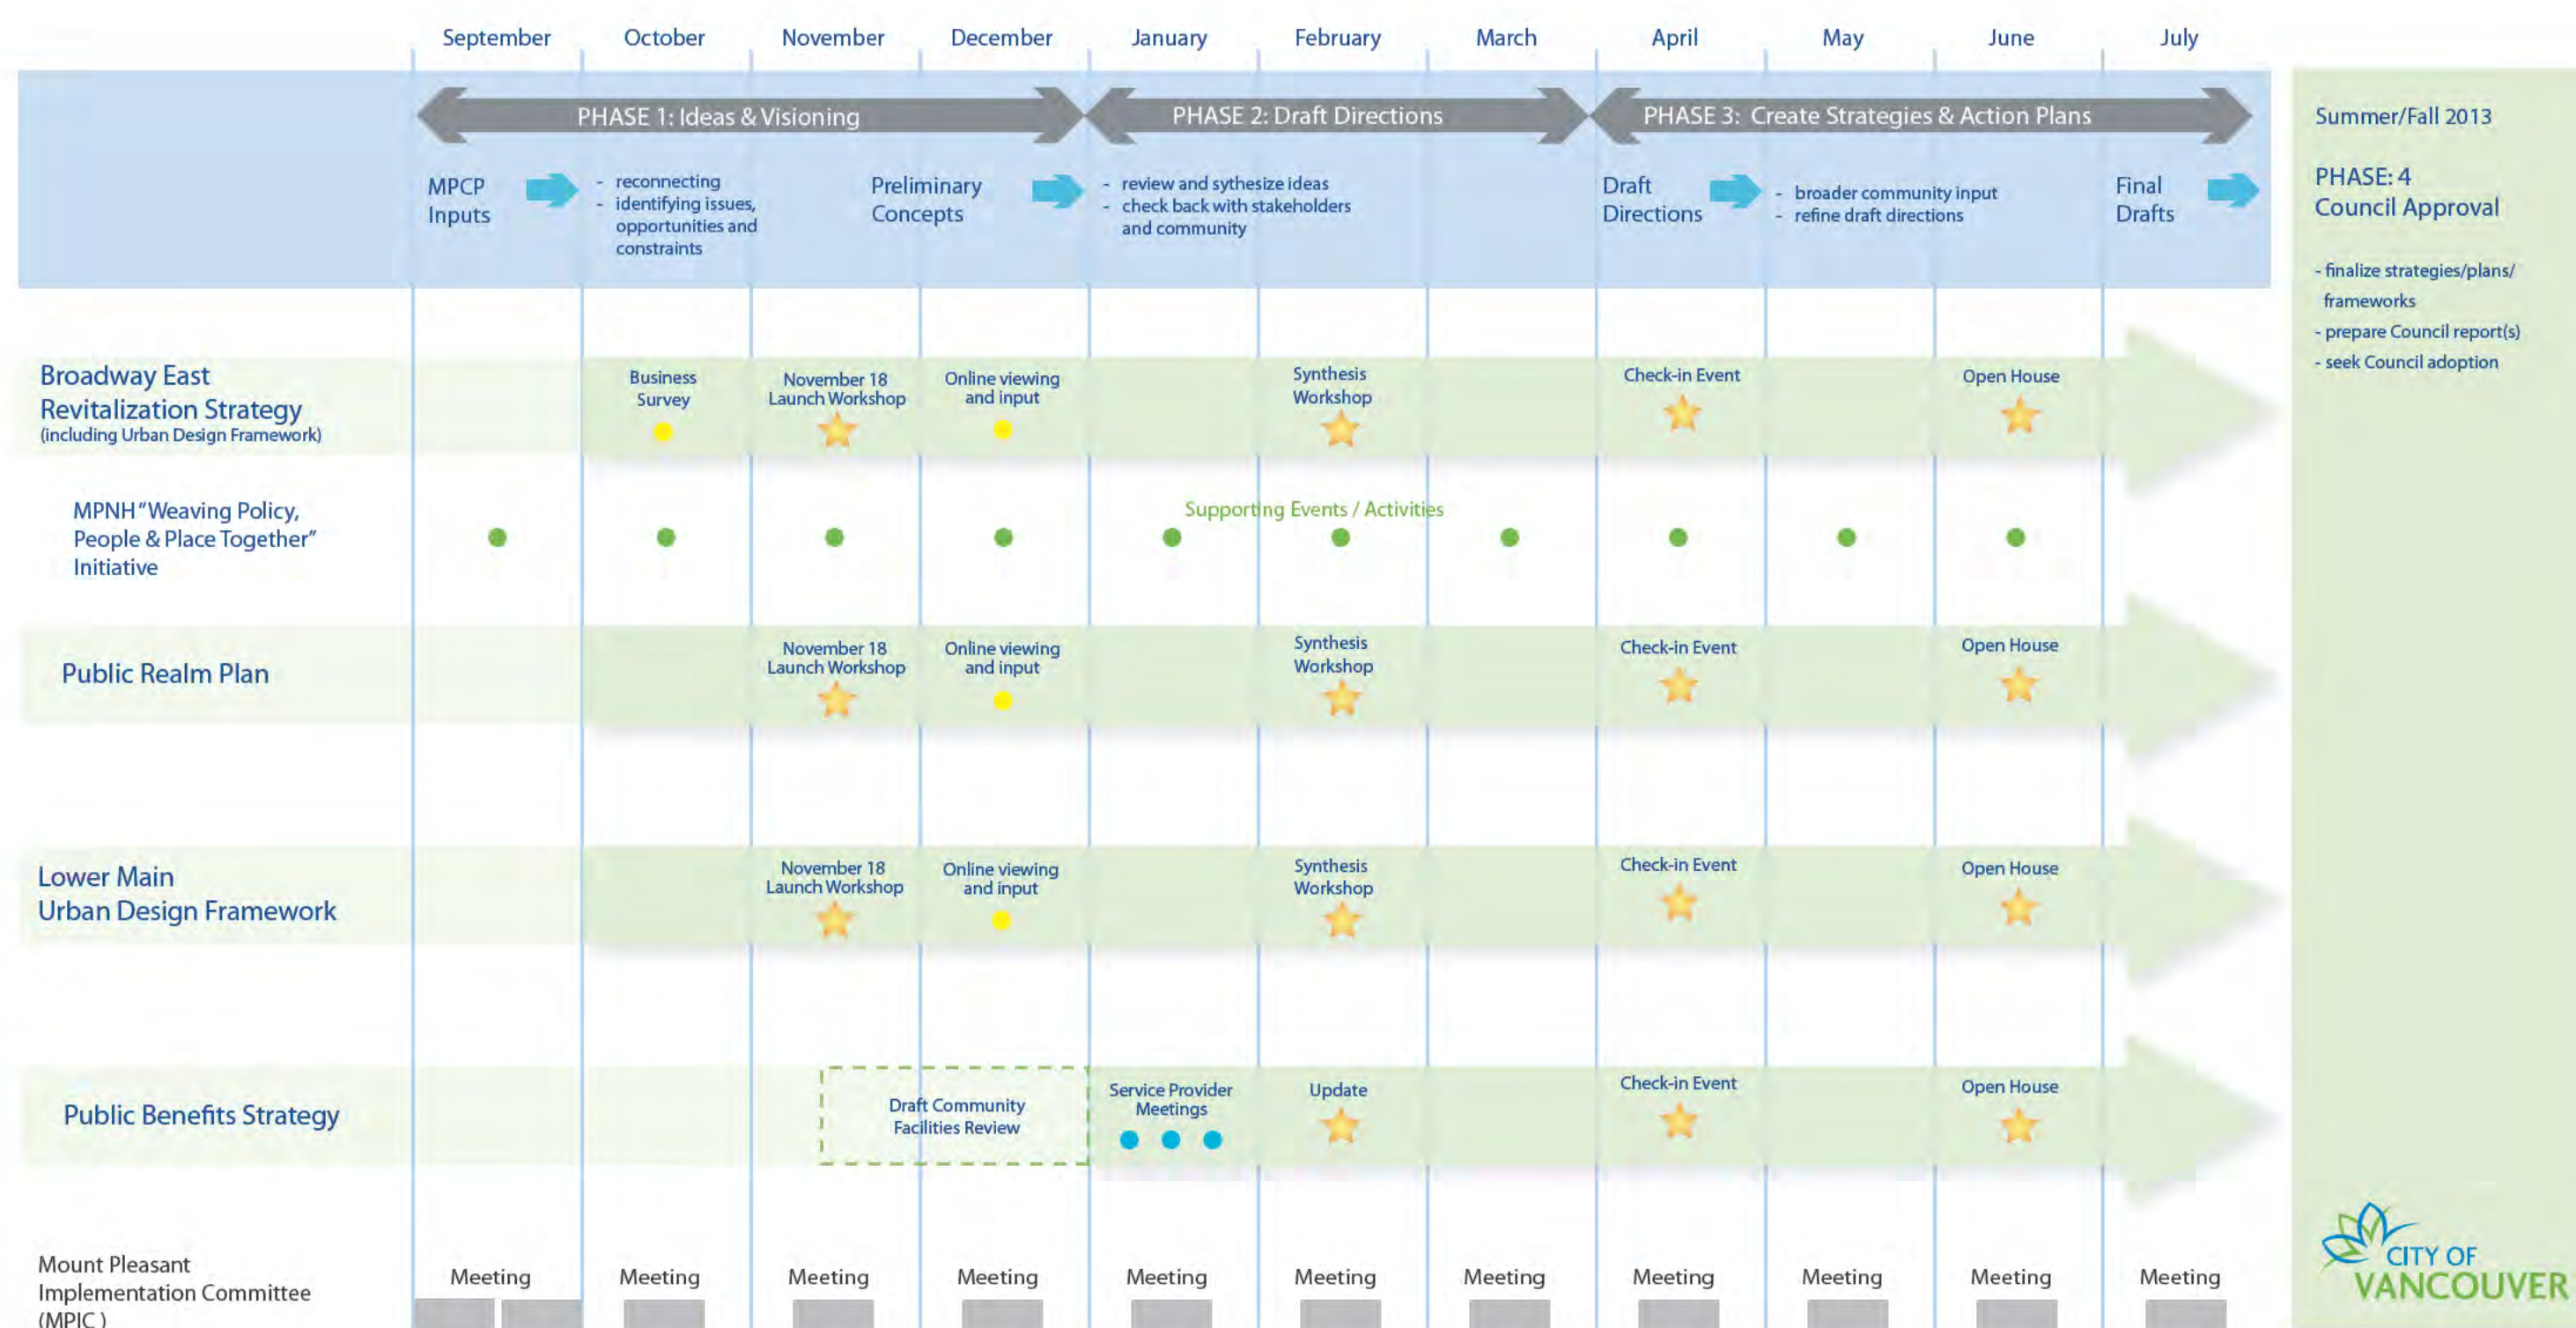 September October November December January February March April May June July
PHASE 1: Ideas & Visioning
PHASE 2: Draft Directions
PHASE 3: Create Strategies & Action Plans
MPCP
Inputs
- reconnecting
- identifying issues,
opportunities and
constraints
Preliminary
Concepts
- review and sythesize ideas
- check back with stakeholders
and community
Draft
Directions
- broader community input
- refine draft directions
Final
Drafts
Summer/Fall 2013
PHASE: 4
Council Approval
- finalize strategies/plans/
frameworks
- prepare Council report(s)
- seek Council adoption
Broadway East
Revitalization Strategy
(including Urban Design Framework)
Business
Survey
November 18
Launch Workshop
Online viewing
and input
Synthesis
Workshop
Check-in Event
Open House
MPNH "Weaving Policy,
People & Place Together"
Initiative
Supporting Events / Activities
Public Realm Plan
November 18
Launch Workshop
Online viewing
and input
Synthesis
Workshop
Check-in Event
Open House
Lower Main
Urban Design Framework
November 18
Launch Workshop
Online viewing
and input
Synthesis
Workshop
Check-in Event
Open House
Public Benefits Strategy
Draft Community
Facilities Review
Service Provider
Meetings
Update
Check-in Event
Open House
Mount Pleasant
Implementation Committee
(MPIC )
Meeting Meeting Meeting Meeting Meeting Meeting Meeting Meeting Meeting Meeting Meeting
CITY OF
VANCOUVER